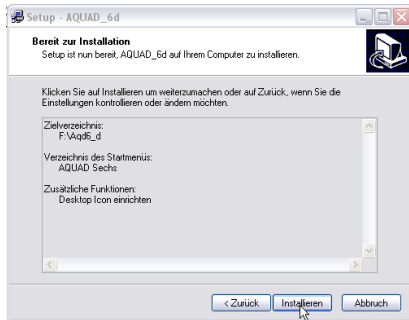 Setup - AQUAD_6d
Bereit zur Installation
Setup ist nun bereit, AQUAD_6d auf Ihrem Computer zu installieren.
Klicken Sie auf Installieren um weiterzumachen oder auf Zurück, wenn Sie die
Einstellungen kontrollieren oder ändern möchten.
Zielverzeichnis:
F:\Aqd6_d
Verzeichnis des Startmenüs:
AQUAD Sechs
Zusätzliche Funktionen:
Desktop Icon einrichten
< Zurück
Installieren
Abbruch